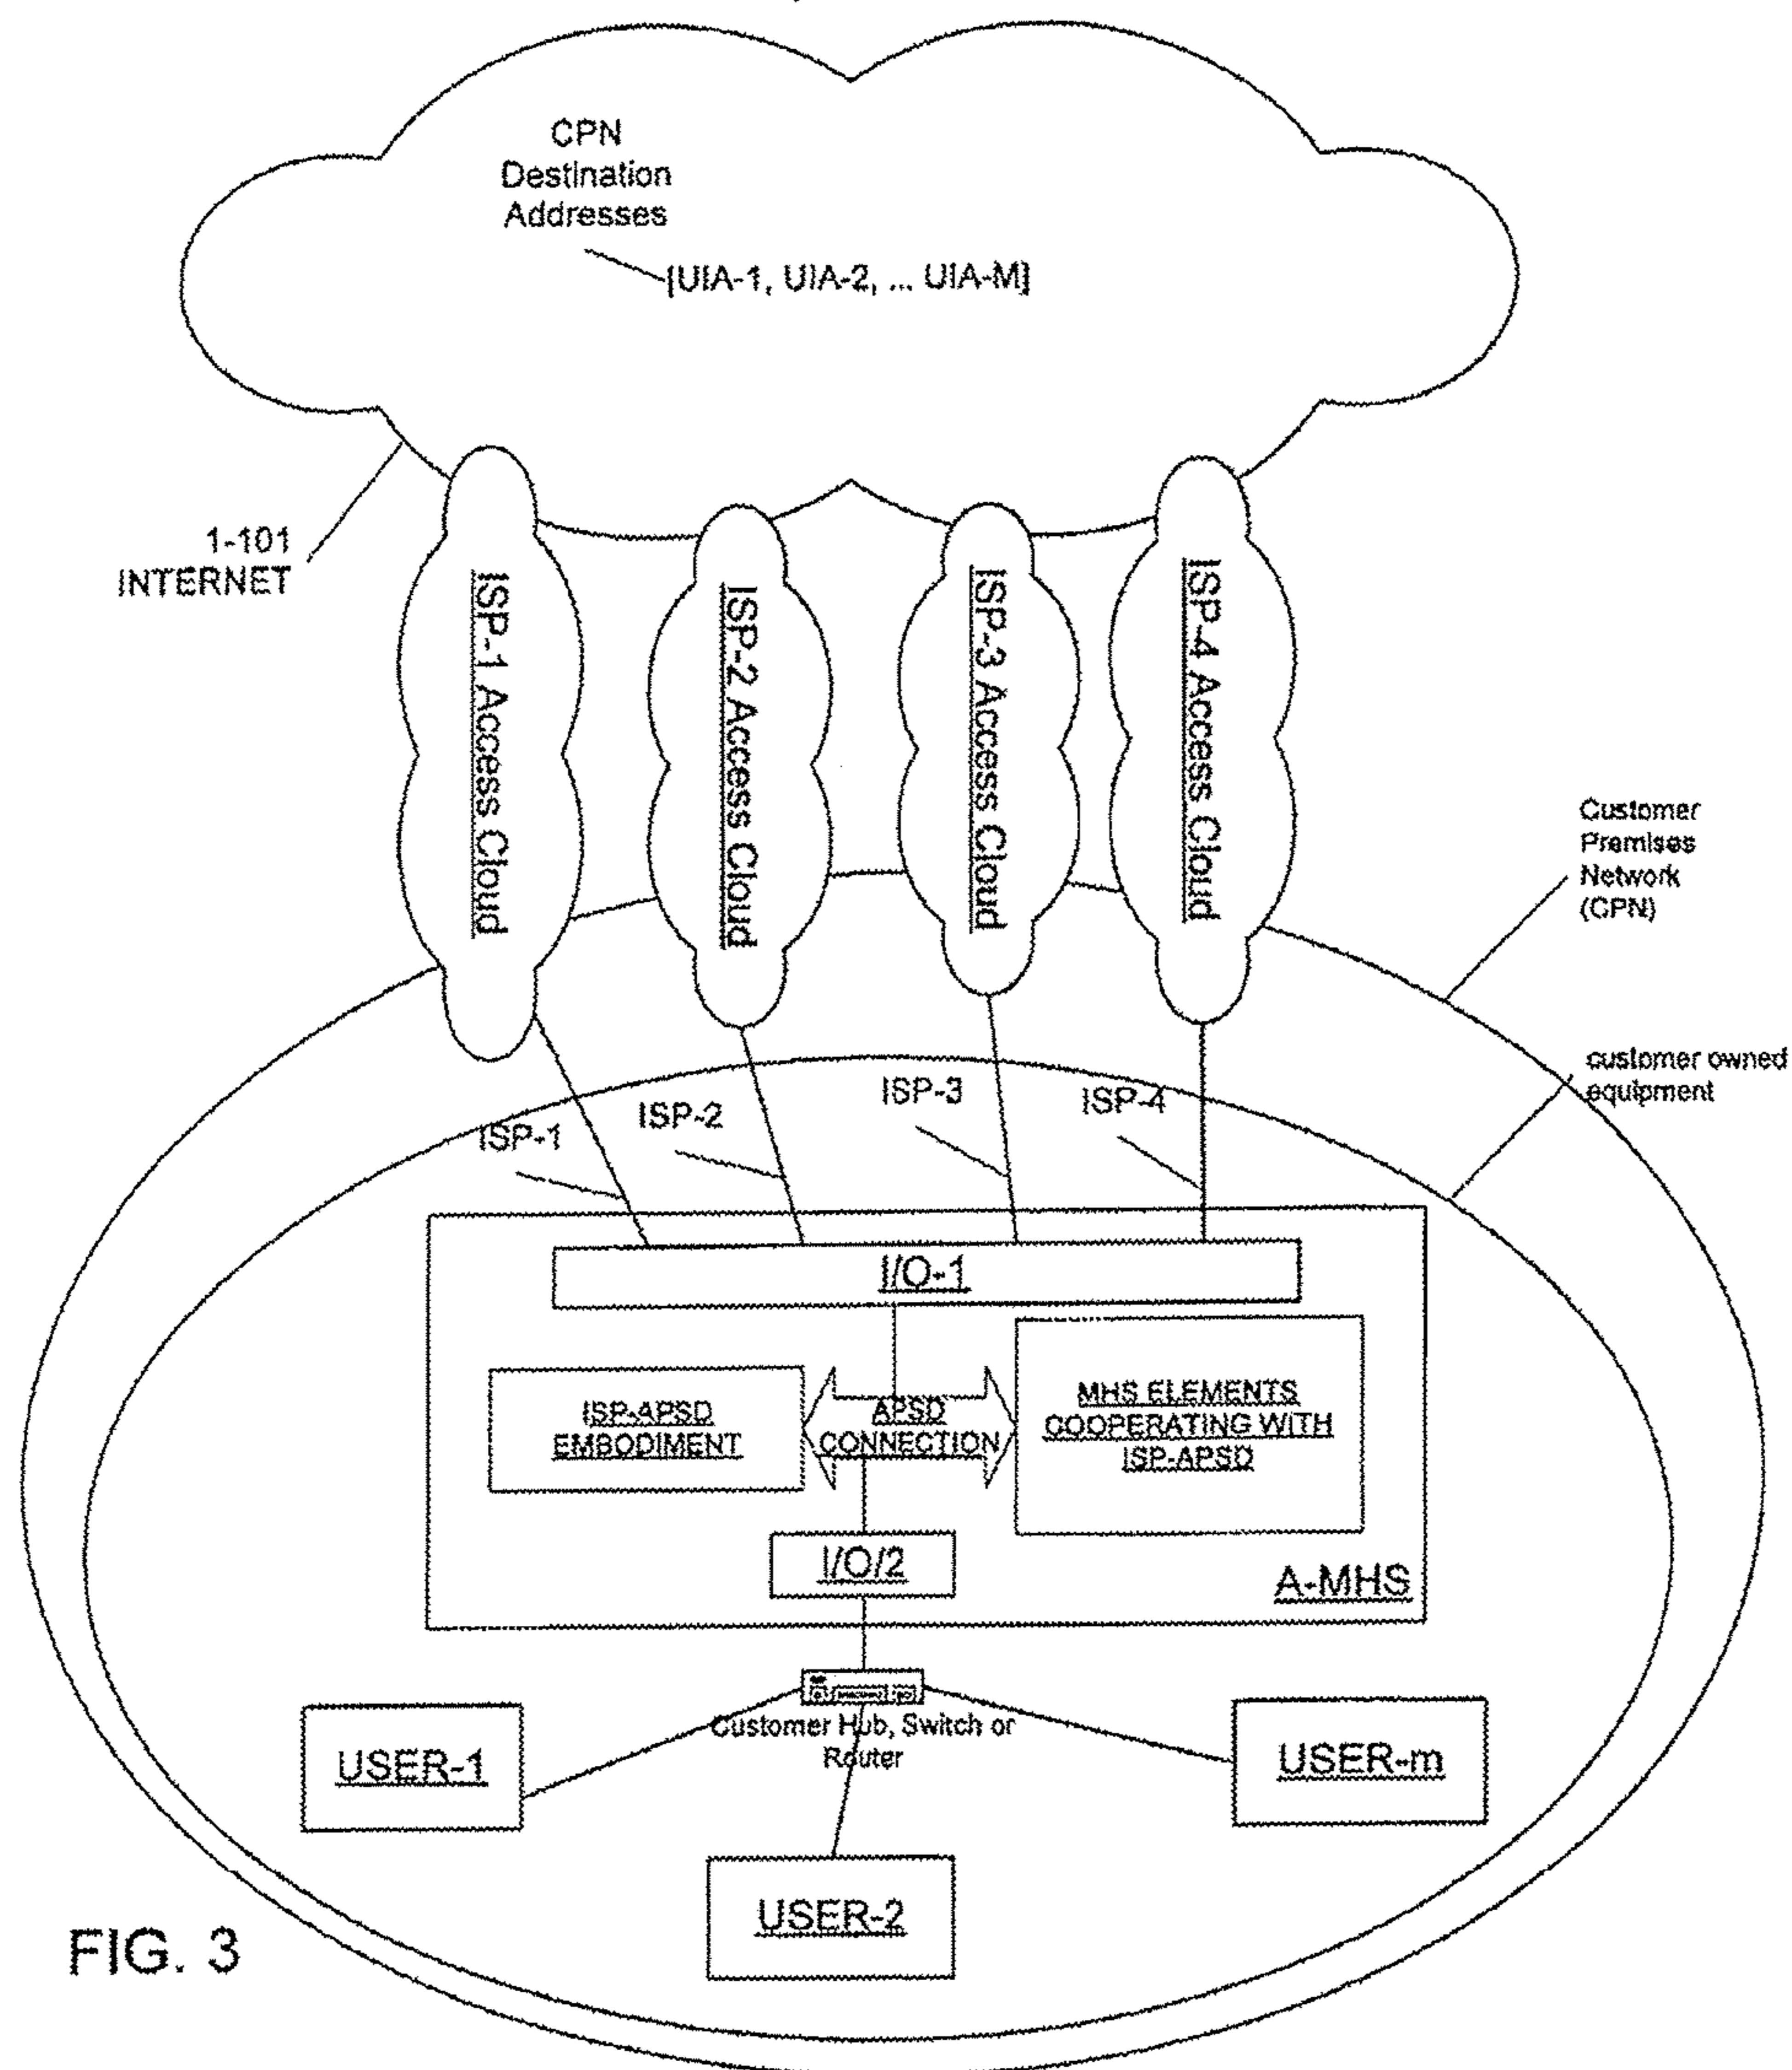 CPN
Destination
Addresses
[UIA-1, UIA-2, ... UIA-M]
1-101
INTERNET
ISP-1 Access Cloud
ISP-2 Access Cloud
ISP-3 Access Cloud
ISP-4 Access Cloud
Customer
Premises
Network
(CPN)
customer owned
equipment
ISP-1
ISP-2
ISP-3
ISP-4
I/O-1
ISP-APSD
EMBODIMENT
APSD
CONNECTION
MHS ELEMENTS
COOPERATING WITH
ISP-APSD
I/O/2
A-MHS
Customer Hub, Switch or
Router
USER-1
USER-m
USER-2
FIG. 3